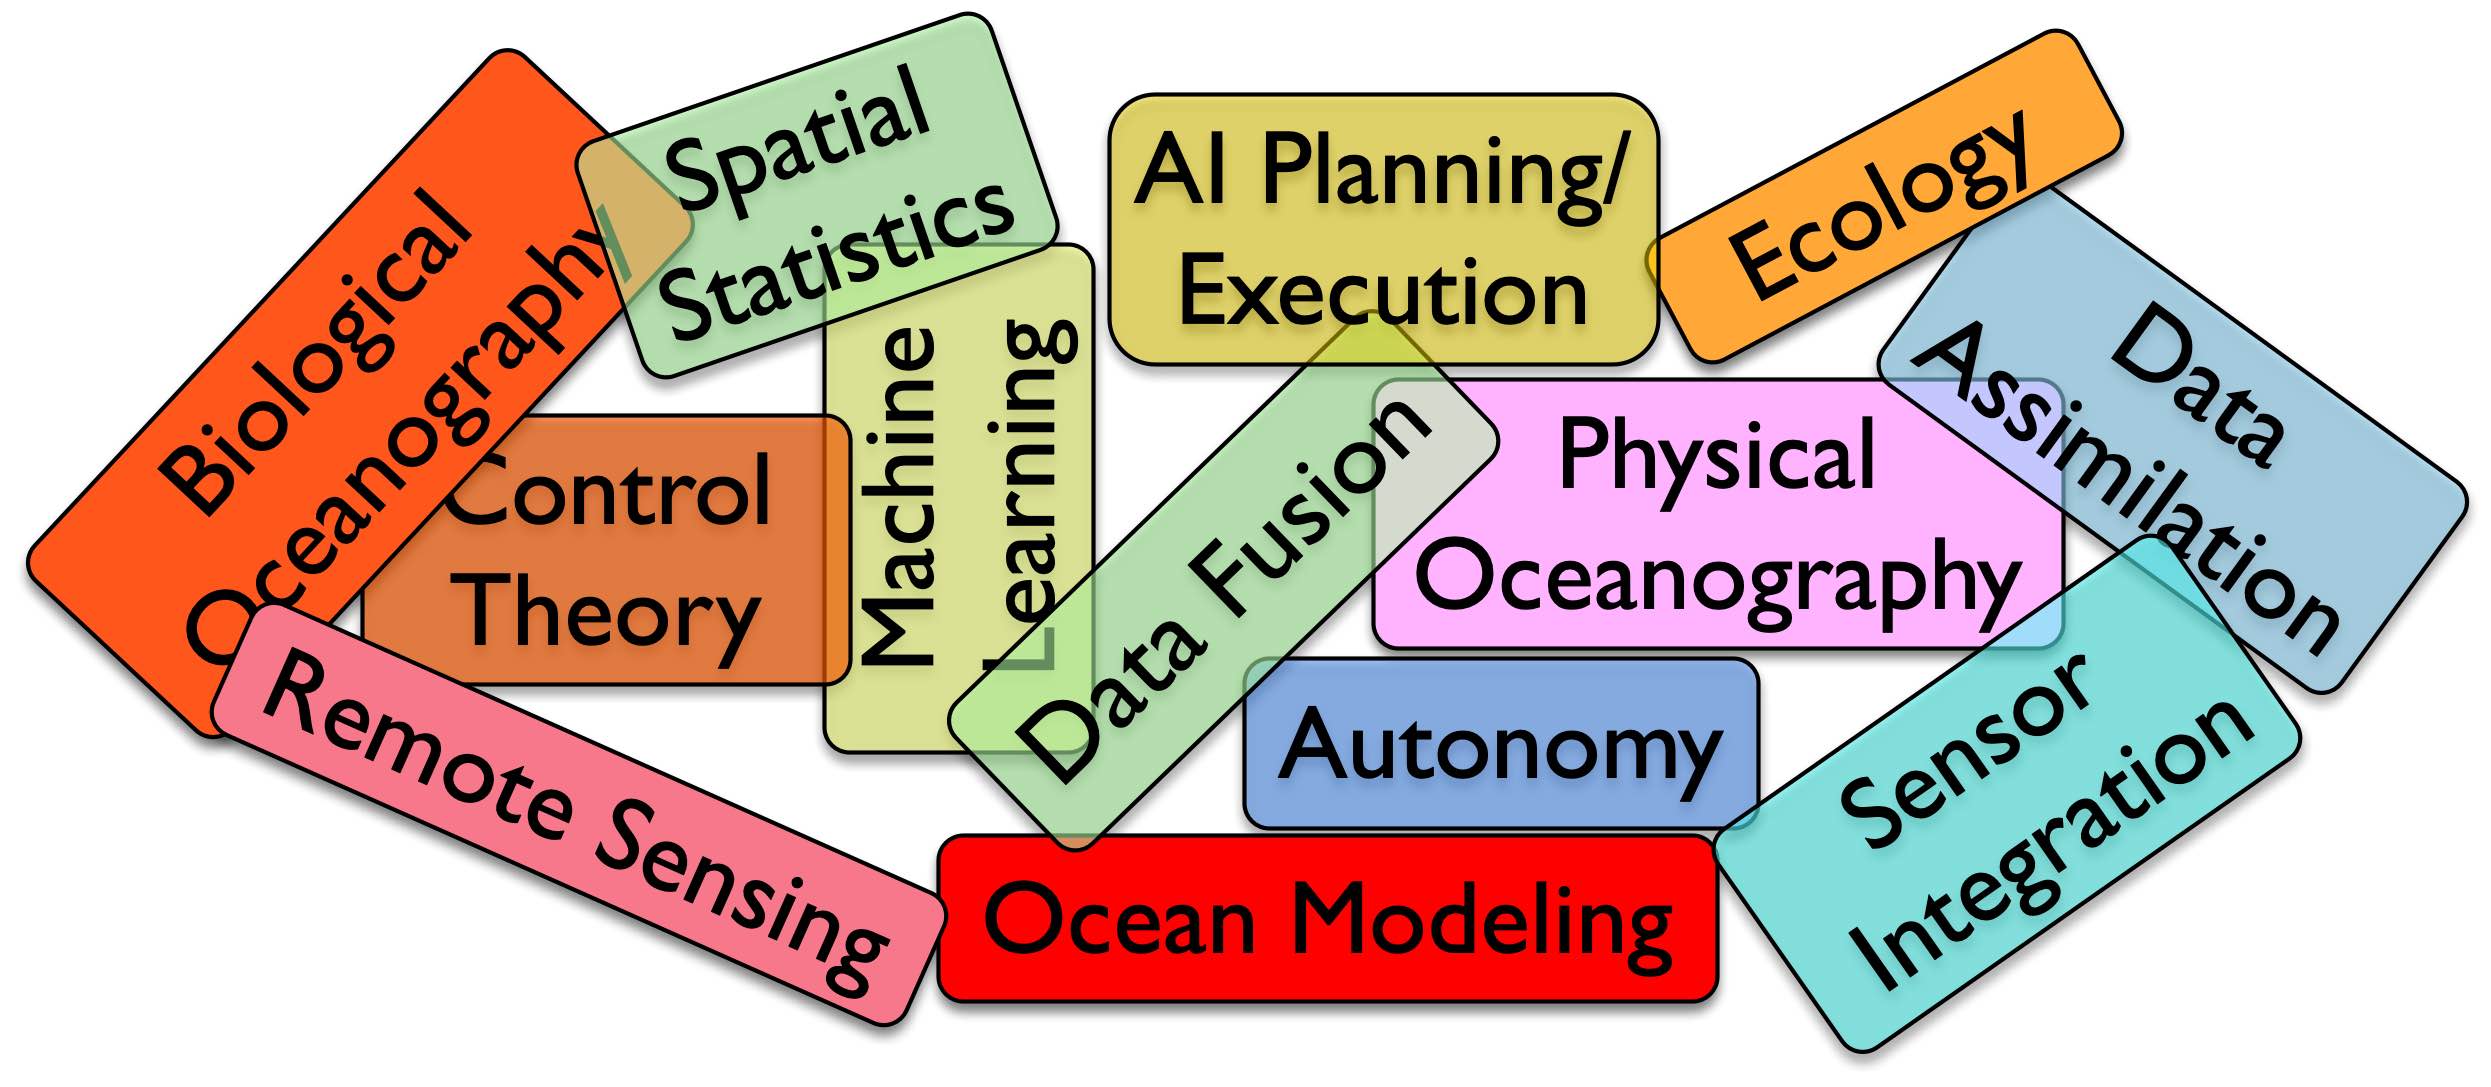 Biological
Oceanography
Spatial
Statistics
AI Planning/
Execution
Ecology
Data
Assimilation
Control
Theory
Machine
Learning
Data Fusion
Physical
Oceanography
Remote Sensing
Autonomy
Sensor
Integration
Ocean Modeling